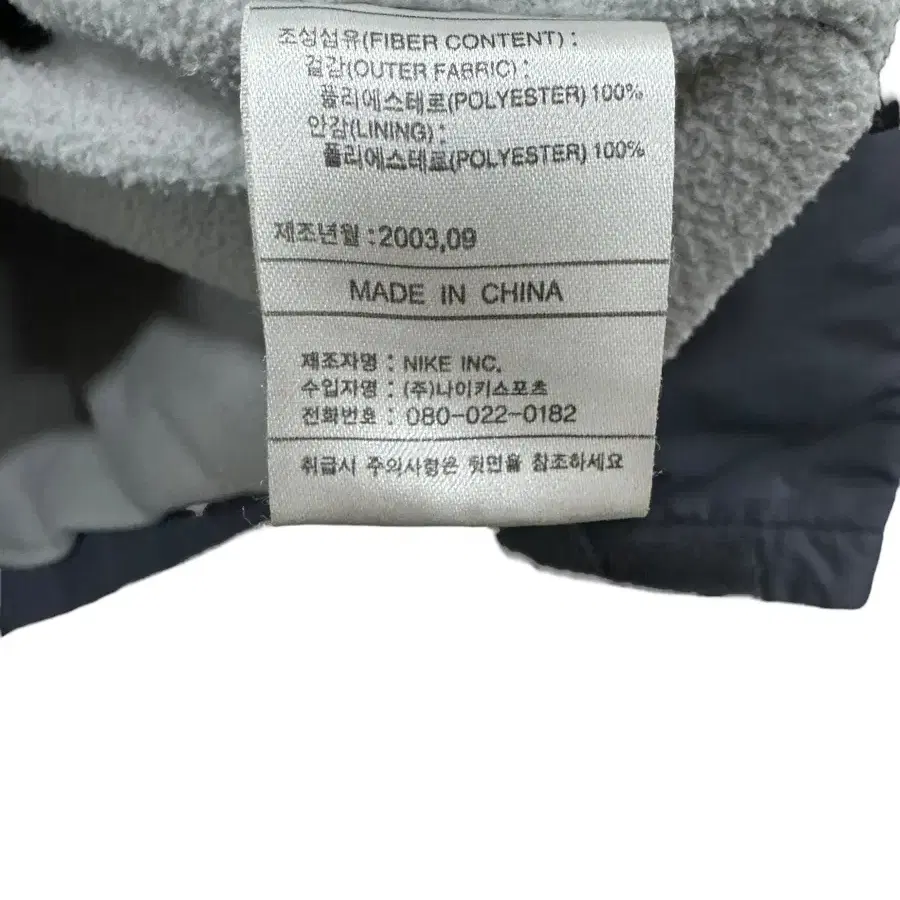 조성섬유(FIBER CONTENT) :
겉감(OUTER FABRIC) :
폴리에스테르(POLYESTER) 100%
안감(LINING) :
폴리에스테르(POLYESTER) 100%
제조년월 : 2003,09
MADE IN CHINA
제조자명 : NIKE INC.
수입자명 : (주)나이키스포츠
전화번호 : 080-022-0182
취급시 주의사항은 뒷면을 참조하세요